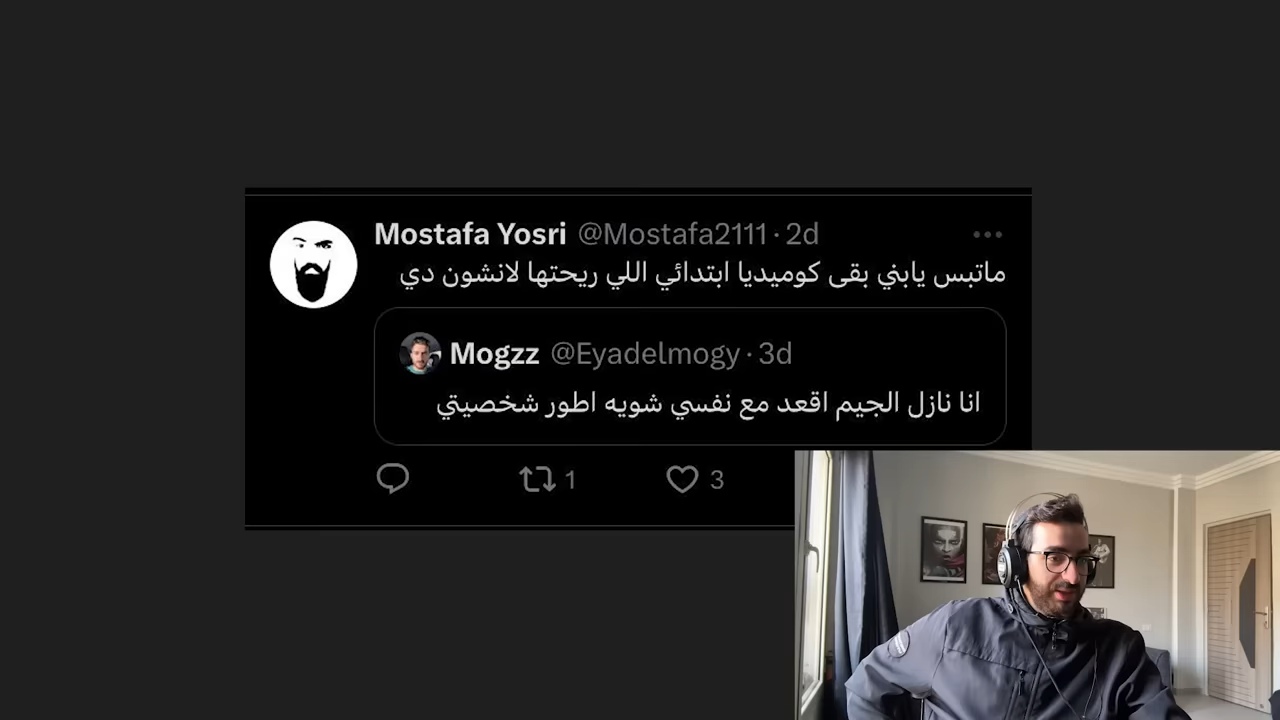 Mostafa Yosri @Mostafa2111 · 2d
ماتبس يابني بقى كوميديا ابتدائي اللي ريحتها لانشون دي
Mogzz @Eyadelmogy · 3d
انا نازل الجيم اقعد مع نفسي شويه اطور شخصيتي
1 3